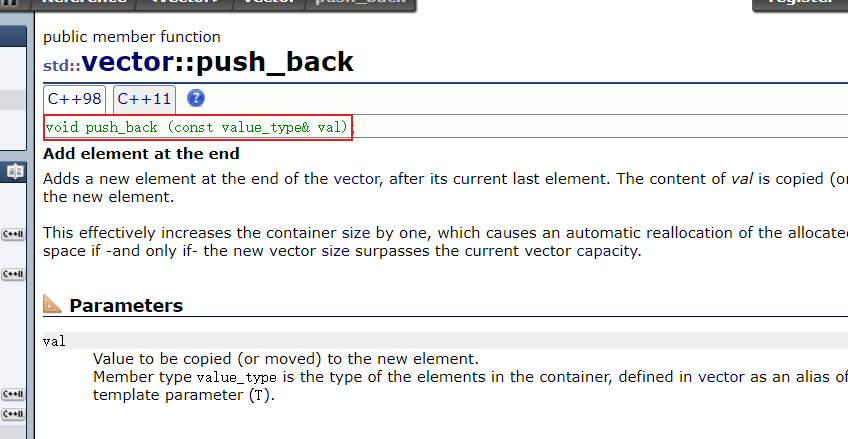 Reference <vector> vector push_back register
public member function
std::vector::push_back
C++98 C++11 ?
void push_back (const value_type& val);
Add element at the end
Adds a new element at the end of the vector, after its current last element. The content of val is copied (or
the new element.
This effectively increases the container size by one, which causes an automatic reallocation of the allocated
space if -and only if- the new vector size surpasses the current vector capacity.
Parameters
val
Value to be copied (or moved) to the new element.
Member type value_type is the type of the elements in the container, defined in vector as an alias of
template parameter (T).
a|z
C++11
C++11
C++11
C++11